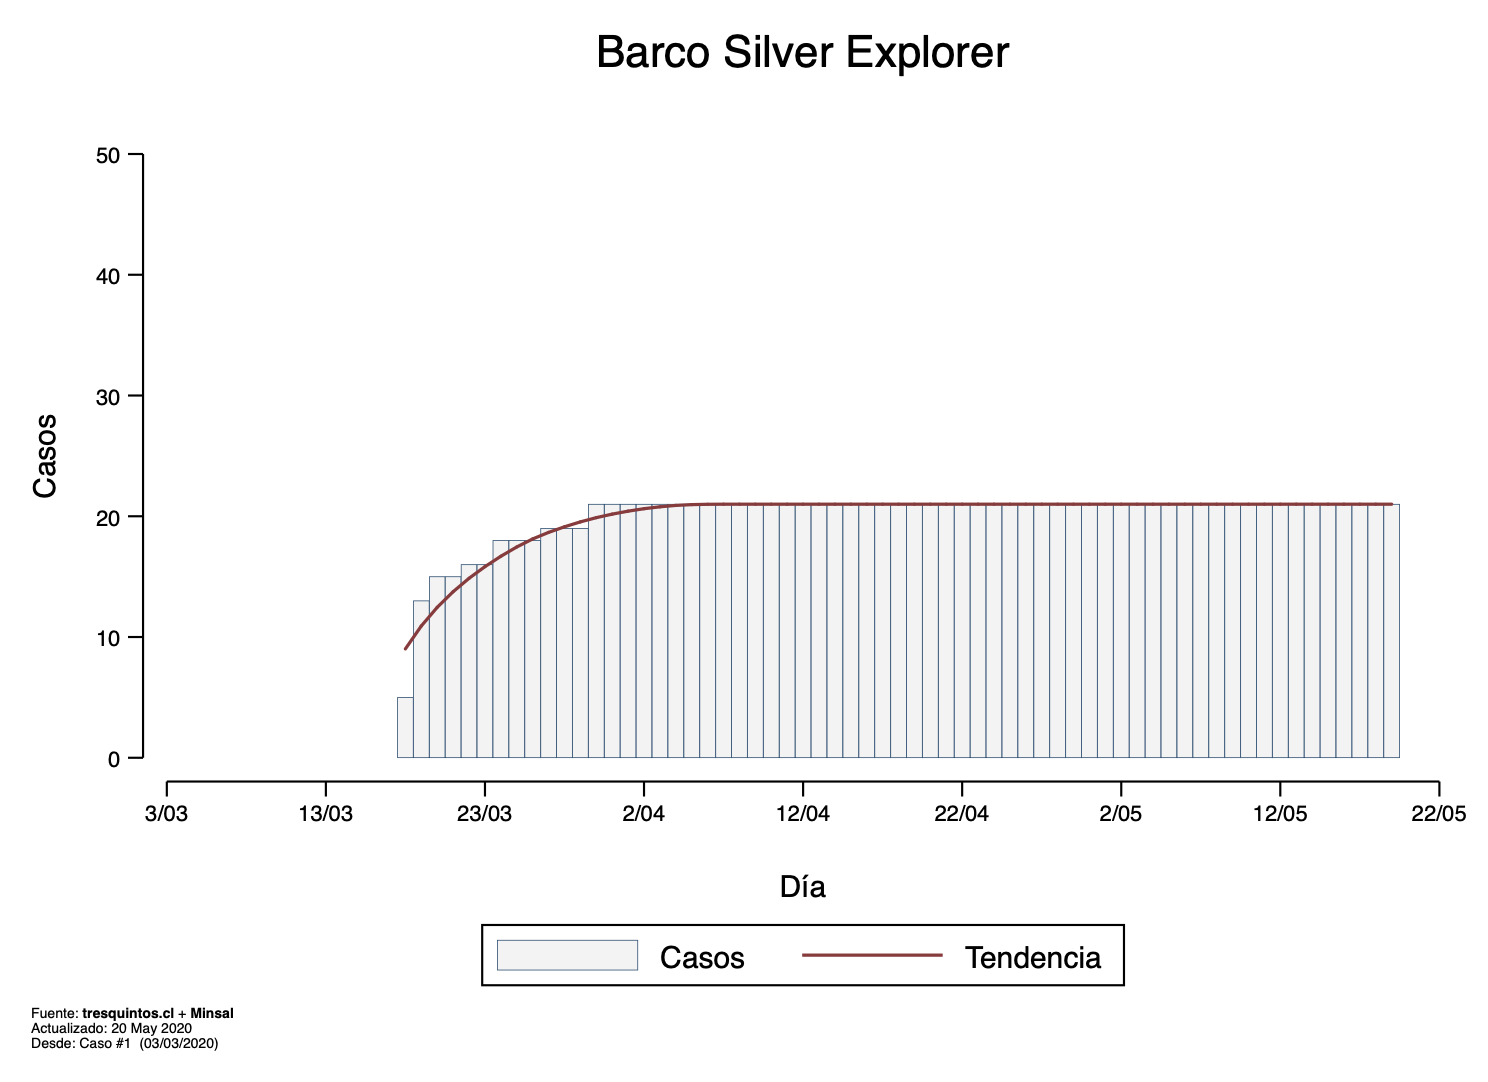 Barco Silver Explorer
Casos
50
40
30
20
10
0
3/03 13/03 23/03 2/04 12/04 22/04 2/05 12/05 22/05
Día
Casos Tendencia
Fuente: tresquintos.cl + Minsal
Actualizado: 20 May 2020
Desde: Caso #1 (03/03/2020)